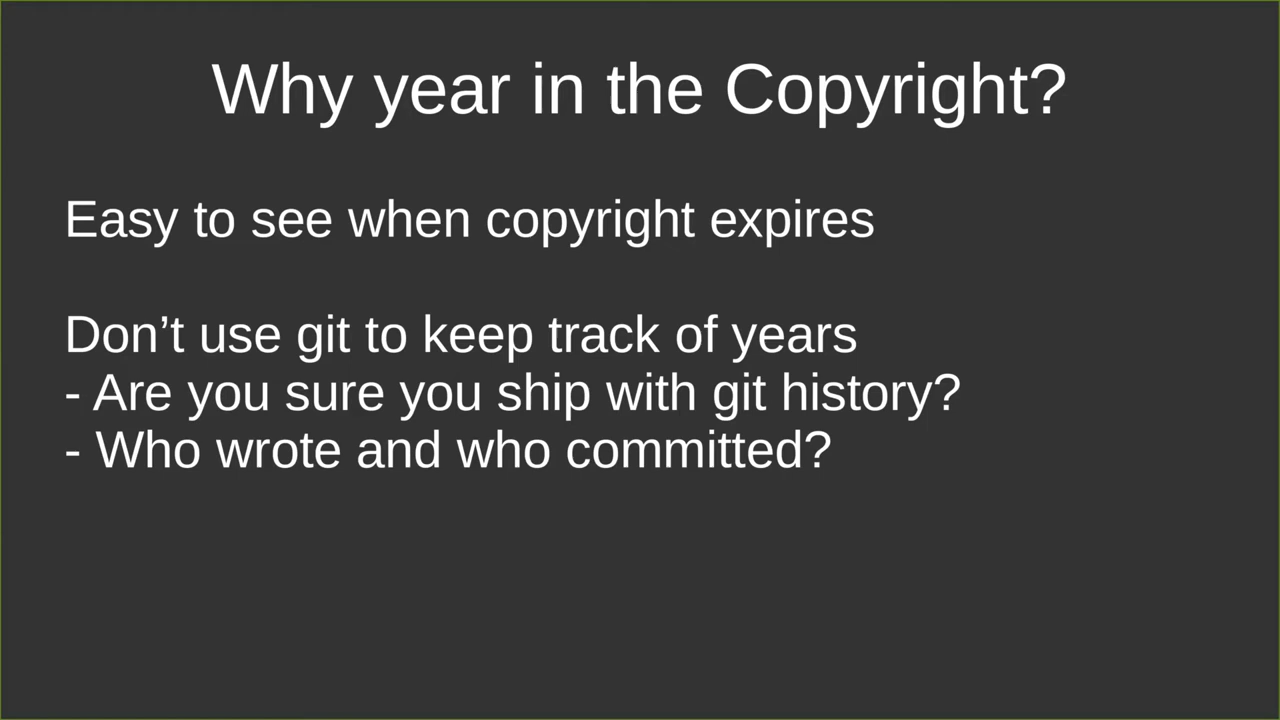 Why year in the Copyright?
Easy to see when copyright expires
Don’t use git to keep track of years
- Are you sure you ship with git history?
- Who wrote and who committed?